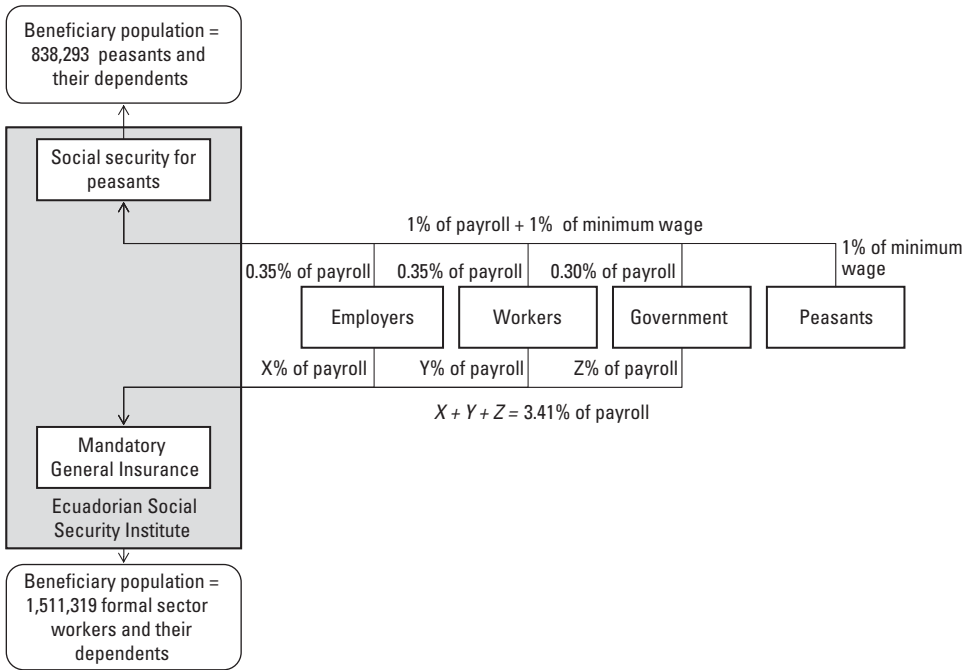 Beneficiary population =
838,293 peasants and
their dependents
Social security for
peasants
1% of payroll + 1% of minimum wage
1% of minimum
wage
0.35% of payroll
0.35% of payroll
0.30% of payroll
Employers
Workers
Government
Peasants
X% of payroll
Y% of payroll
Z% of payroll
X + Y + Z = 3.41% of payroll
Mandatory
General Insurance
Ecuadorian Social
Security Institute
Beneficiary population =
1,511,319 formal sector
workers and their
dependents